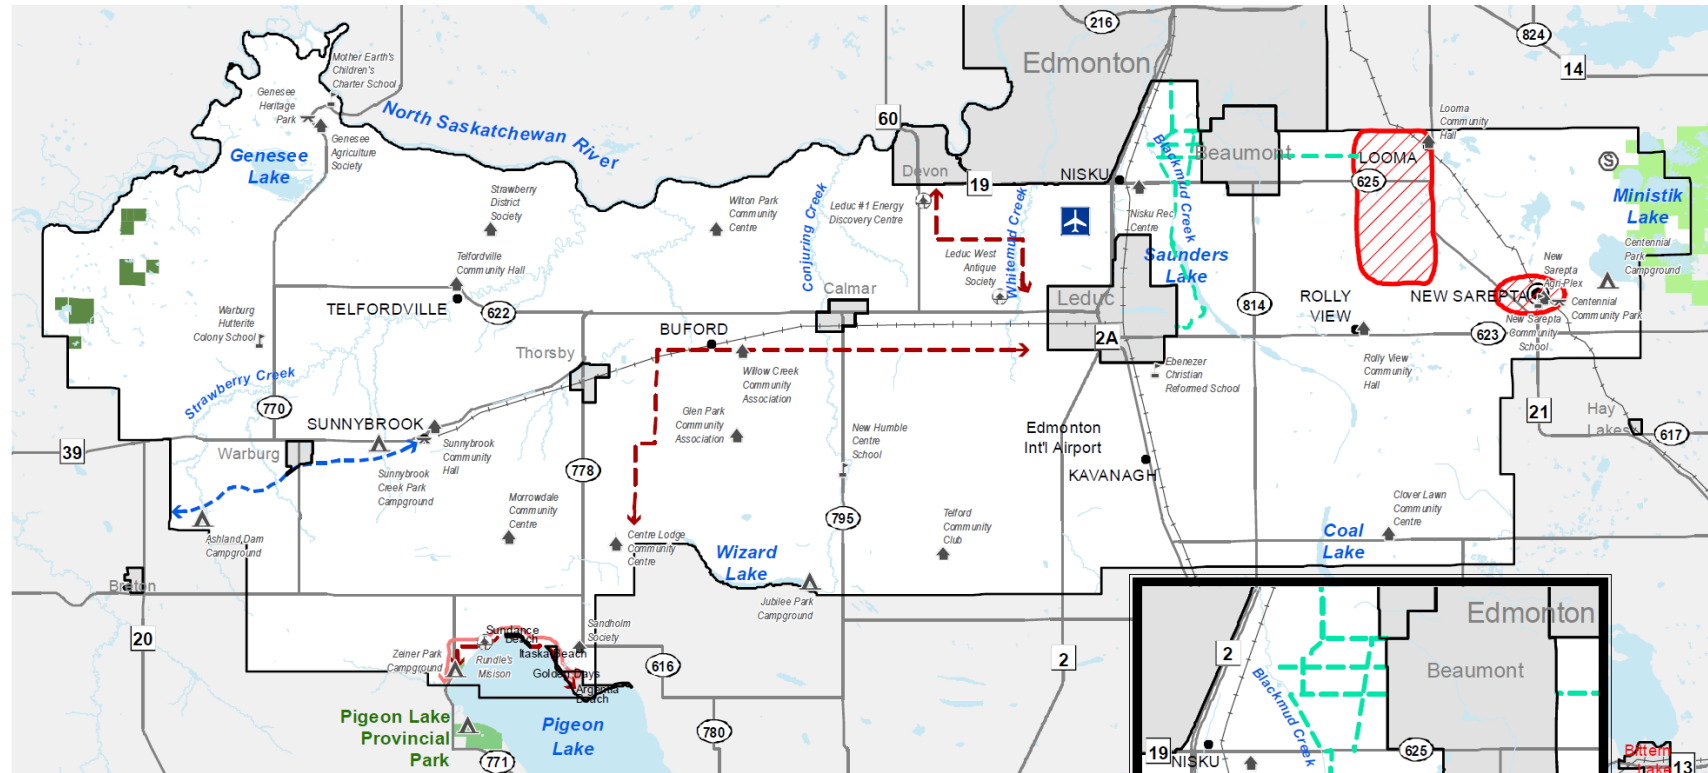 216
824
14
Edmonton
Mother Earth's
Children's
Charter School
Genesee
Heritage
Park
North Saskatchewan River
60
Looma
Community
Hall
Genesee
Lake
Genesee
Agriculture
Society
Blackmud Creek
Beaumont
LOOMA
S
Devon
19
NISKU
625
Strawberry
District
Society
Wilton Park
Community
Centre
Conjuring Creek
Leduc #1 Energy
Discovery Centre
Whitemud Creek
Nisku Rec
Centre
Ministik
Lake
Telfordville
Community Hall
Leduc West
Antique
Society
Saunders
Lake
Centennial
Park
Campground
New
Sarepta
Agri-Plex
TELFORDVILLE
622
Calmar
Leduc
814
ROLLY
VIEW
NEW SAREPTA
Centennial
Community Park
Warburg
Hutterite
Colony School
BUFORD
2A
623
New Sarepta
Community
School
Thorsby
Willow Creek
Community
Association
Ebenezer
Christian
Reformed School
Rolly View
Community
Hall
Strawberry Creek
770
SUNNYBROOK
Glen Park
Community
Association
New Humble
Centre
School
Edmonton
Int'l Airport
21
Hay
Lakes
617
39
Warburg
Sunnybrook
Community
Hall
Sunnybrook
Creek Park
Campground
778
KAVANAGH
Morrowdale
Community
Centre
795
Telford
Community
Club
Clover Lawn
Community
Centre
Ashland Dam
Campground
Centre Lodge
Community
Centre
Wizard
Lake
Coal
Lake
Breton
Jubilee Park
Campground
20
Sundance
Beach
Sandholm
Society
Zeiner Park
Campground
Rundle's
Misison
Itaska Beach
Golden Days
Argentia
Beach
616
2
Pigeon Lake
Provincial
Park
Pigeon
Lake
780
771
Edmonton
2
Beaumont
Blackmud Creek
19
NISKU
625
Bittern
Lake
13